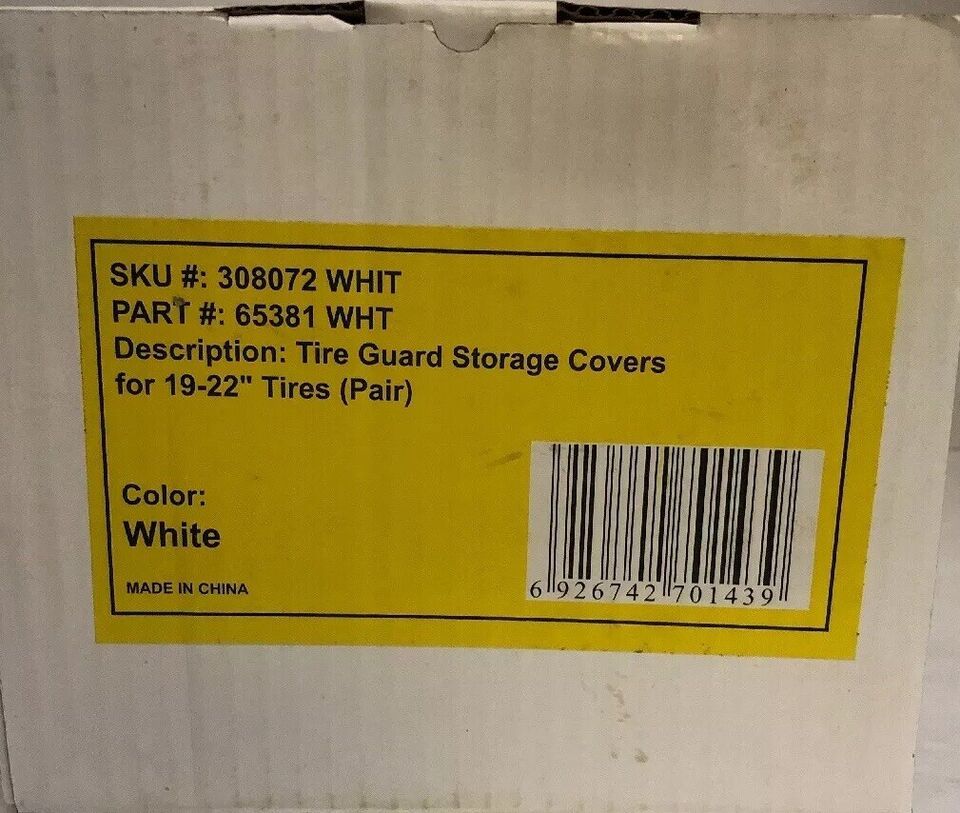 SKU #: 308072 WHIT
PART #: 65381 WHT
Description: Tire Guard Storage Covers
for 19-22" Tires (Pair)
Color:
White
MADE IN CHINA
6 926742 701439